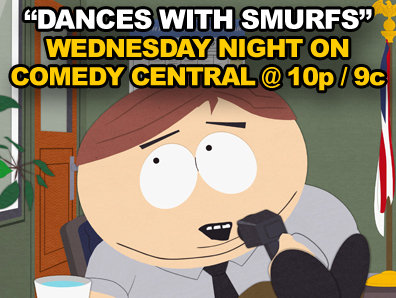 “DANCES WITH SMURFS”
WEDNESDAY NIGHT ON
COMEDY CENTRAL @ 10p / 9c